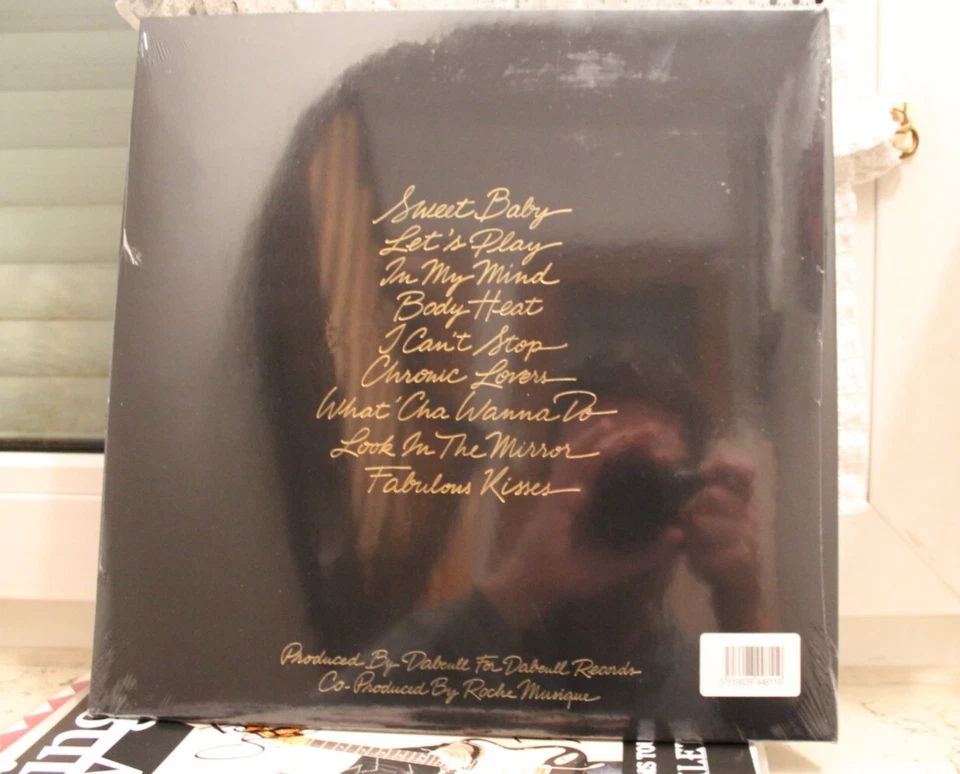 Sweet Baby
Let's Play
In My Mind
Body Heat
I Can't Stop
Chronic Lovers
What'Cha Wanna Do
Look In The Mirror
Fabulous Kisses
Produced By Dabeull For Dabeull Records
Co-Produced By Roche Musique